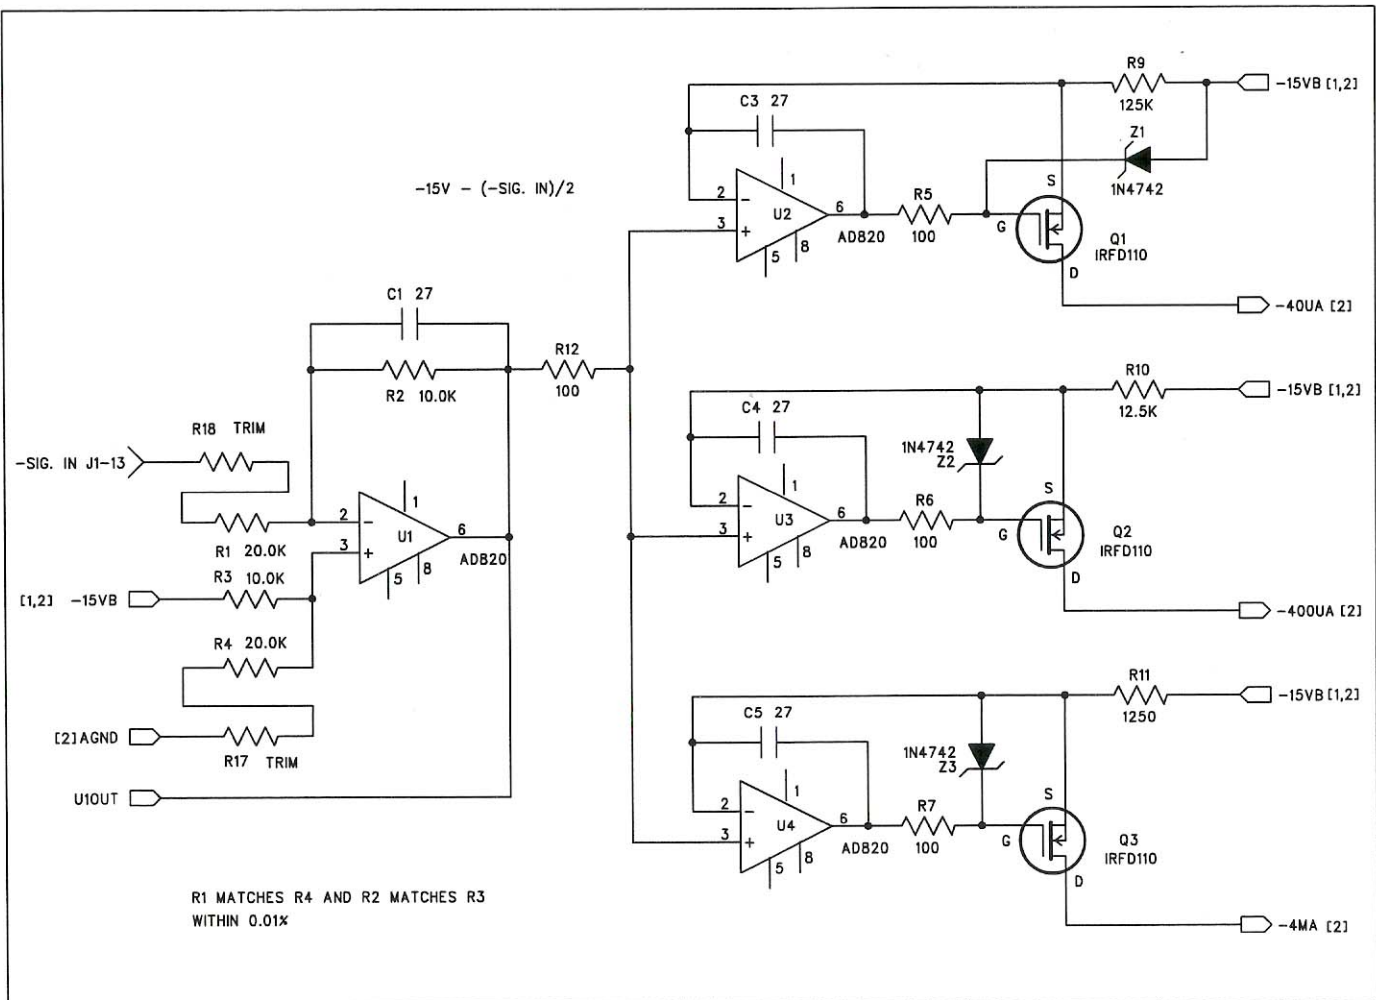 R9
-15VB [1,2]
125K
C3 27
Z1
1N4742
-15V - (-SIG. IN)/2
1
S
2
-
U2
6
R5
3
+
AD820
100
G
Q1
IRFD110
5
8
D
-40UA [2]
C1 27
R12
100
R2 10.0K
R10
-15VB [1,2]
12.5K
C4 27
1N4742
Z2
R18 TRIM
-SIG. IN J1-13
1
S
2
-
U3
6
R6
3
+
AD820
100
G
Q2
IRFD110
5
8
D
-400UA [2]
1
2
-
U1
6
3
+
AD820
5
8
R1 20.0K
R3 10.0K
[1,2] -15VB
R4 20.0K
[2]AGND
R17 TRIM
U1OUT
R11
-15VB[1,2]
1250
C5 27
1N4742
Z3
1
S
2
-
U4
6
R7
3
+
AD820
100
G
Q3
IRFD110
5
8
D
-4MA [2]
R1 MATCHES R4 AND R2 MATCHES R3
WITHIN 0.01%